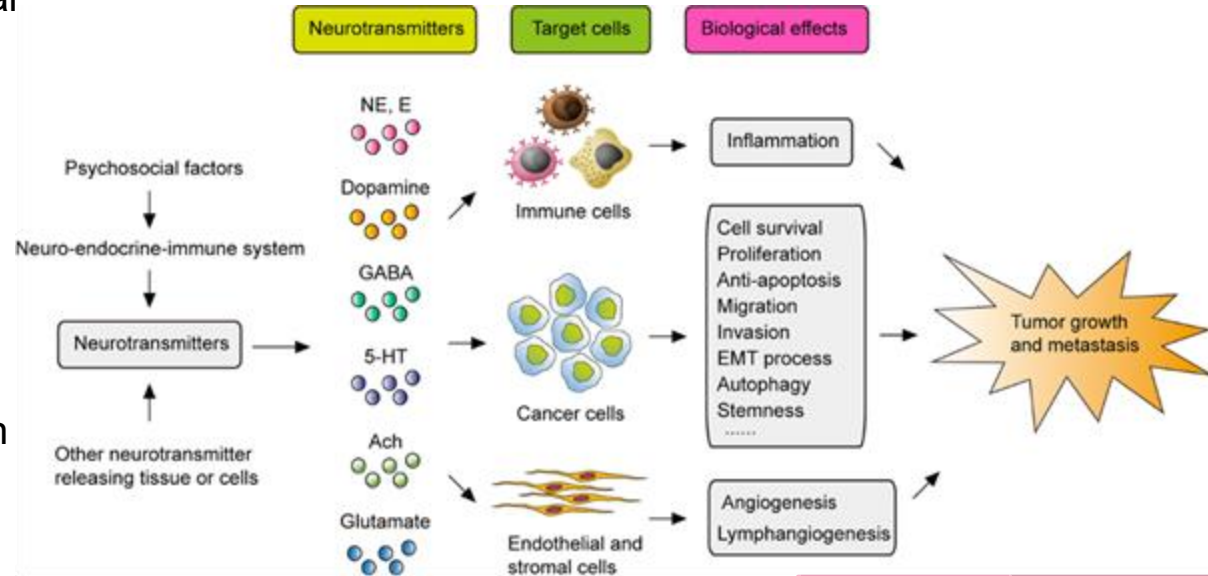 al
Neurotransmitters
Target cells
Biological effects
Psychosocial factors
Neuro-endocrine-immune system
Neurotransmitters
Other neurotransmitter
releasing tissue or cells
n
NE, E
Dopamine
GABA
5-HT
Ach
Glutamate
Immune cells
Cancer cells
Endothelial and
stromal cells
Inflammation
Cell survival
Proliferation
Anti-apoptosis
Migration
Invasion
EMT process
Autophagy
Stemness
......
Angiogenesis
Lymphangiogenesis
Tumor growth
and metastasis